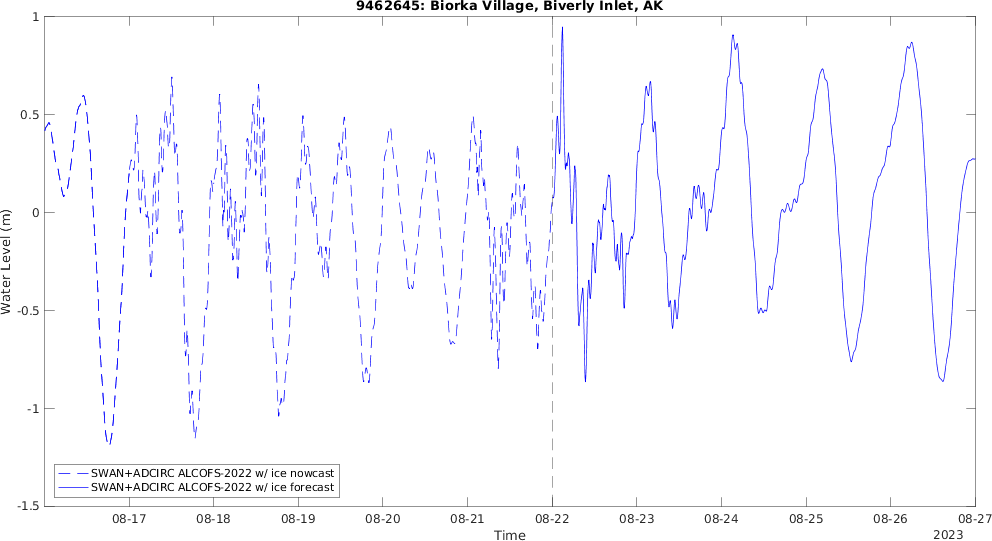 9462645: Biorka Village, Biverly Inlet, AK
1
0.5
0
-0.5
-1
-1.5
Water Level (m)
SWAN+ADCIRC ALCOFS-2022 w/ ice nowcast
SWAN+ADCIRC ALCOFS-2022 w/ ice forecast
08-17 08-18 08-19 08-20 08-21 08-22 08-23 08-24 08-25 08-26 08-27
Time
2023